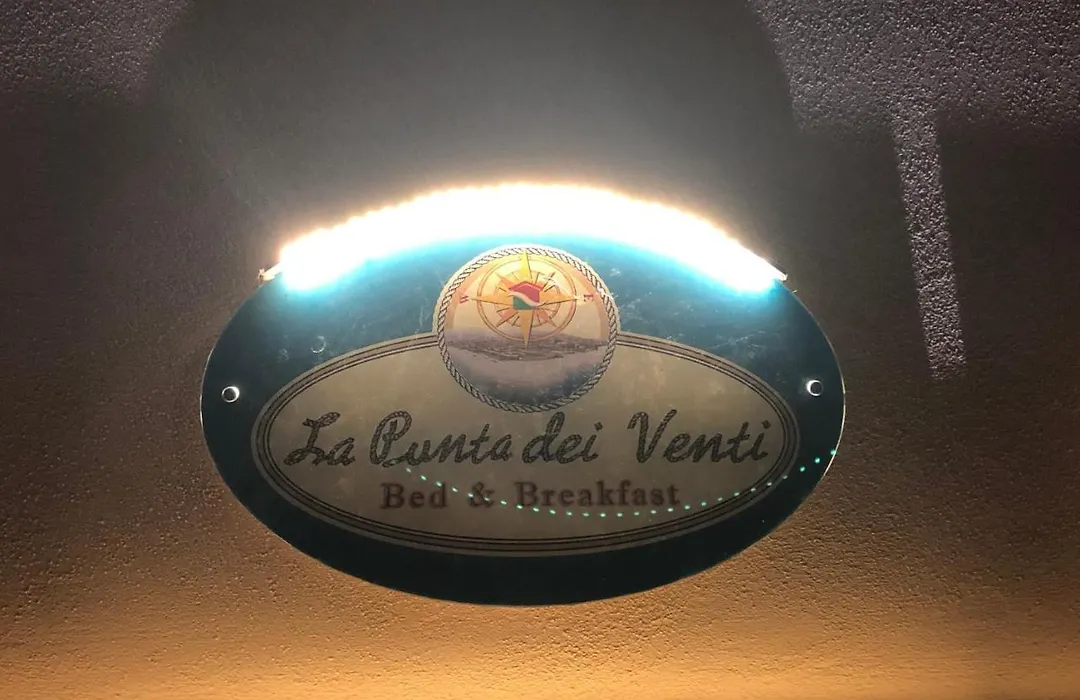 W E
La Punta dei Venti
Bed & Breakfast